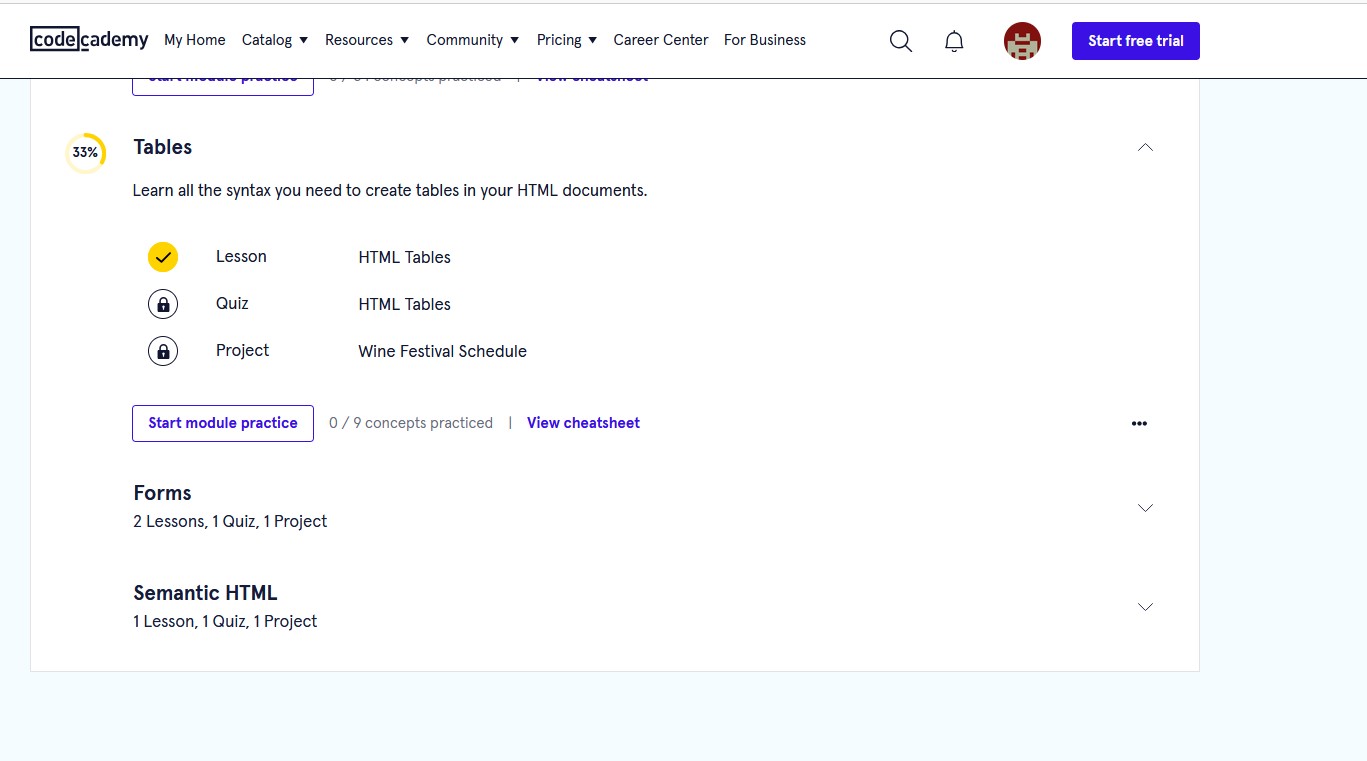 codecademy My Home Catalog Resources Community Pricing Career Center For Business Start free trial
Start module practice View cheatsheet
33% Tables
Learn all the syntax you need to create tables in your HTML documents.
Lesson HTML Tables
Quiz HTML Tables
Project Wine Festival Schedule
Start module practice 0 / 9 concepts practiced | View cheatsheet
Forms
2 Lessons, 1 Quiz, 1 Project
Semantic HTML
1 Lesson, 1 Quiz, 1 Project